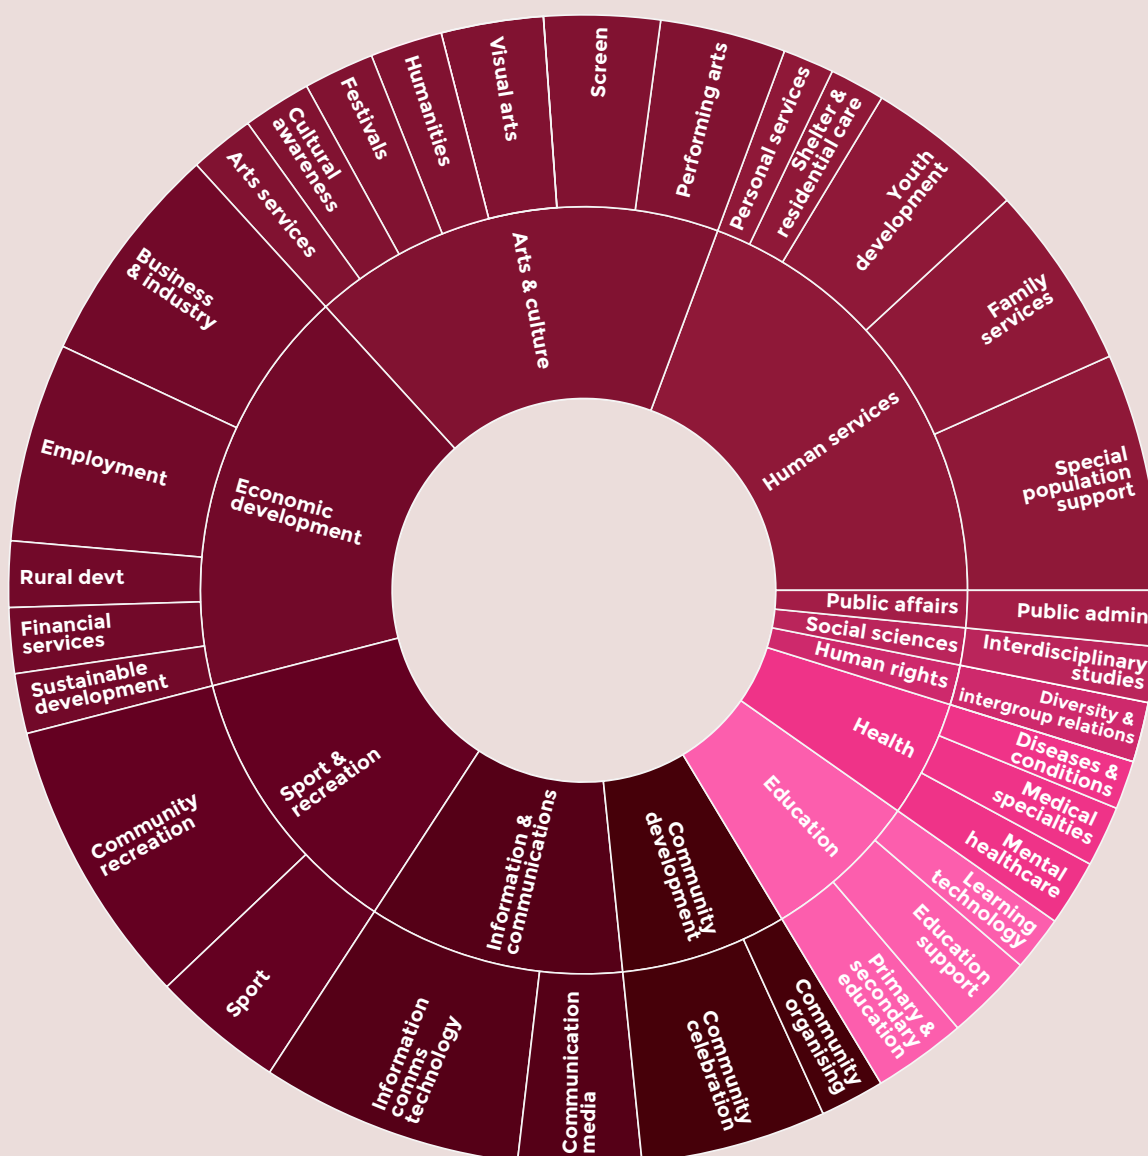 Screen
Performing arts
Personal services
Shelter &
residential care
Youth
development
Family
services
Special
population
support
Public admin
Interdisciplinary
studies
Diversity &
intergroup relations
Diseases &
conditions
Medical
specialties
Mental
healthcare
Learning
technology
Education
support
Primary &
secondary
education
Community
organising
Community
celebration
Communication
media
Information
comms
technology
Sport
Community
recreation
Sustainable
development
Financial
services
Rural devt
Employment
Business
& industry
Arts services
Cultural
awareness
Festivals
Humanities
Visual arts
Arts & culture
Human services
Public affairs
Social sciences
Human rights
Health
Education
Community
development
Information &
communications
Sport &
recreation
Economic
development